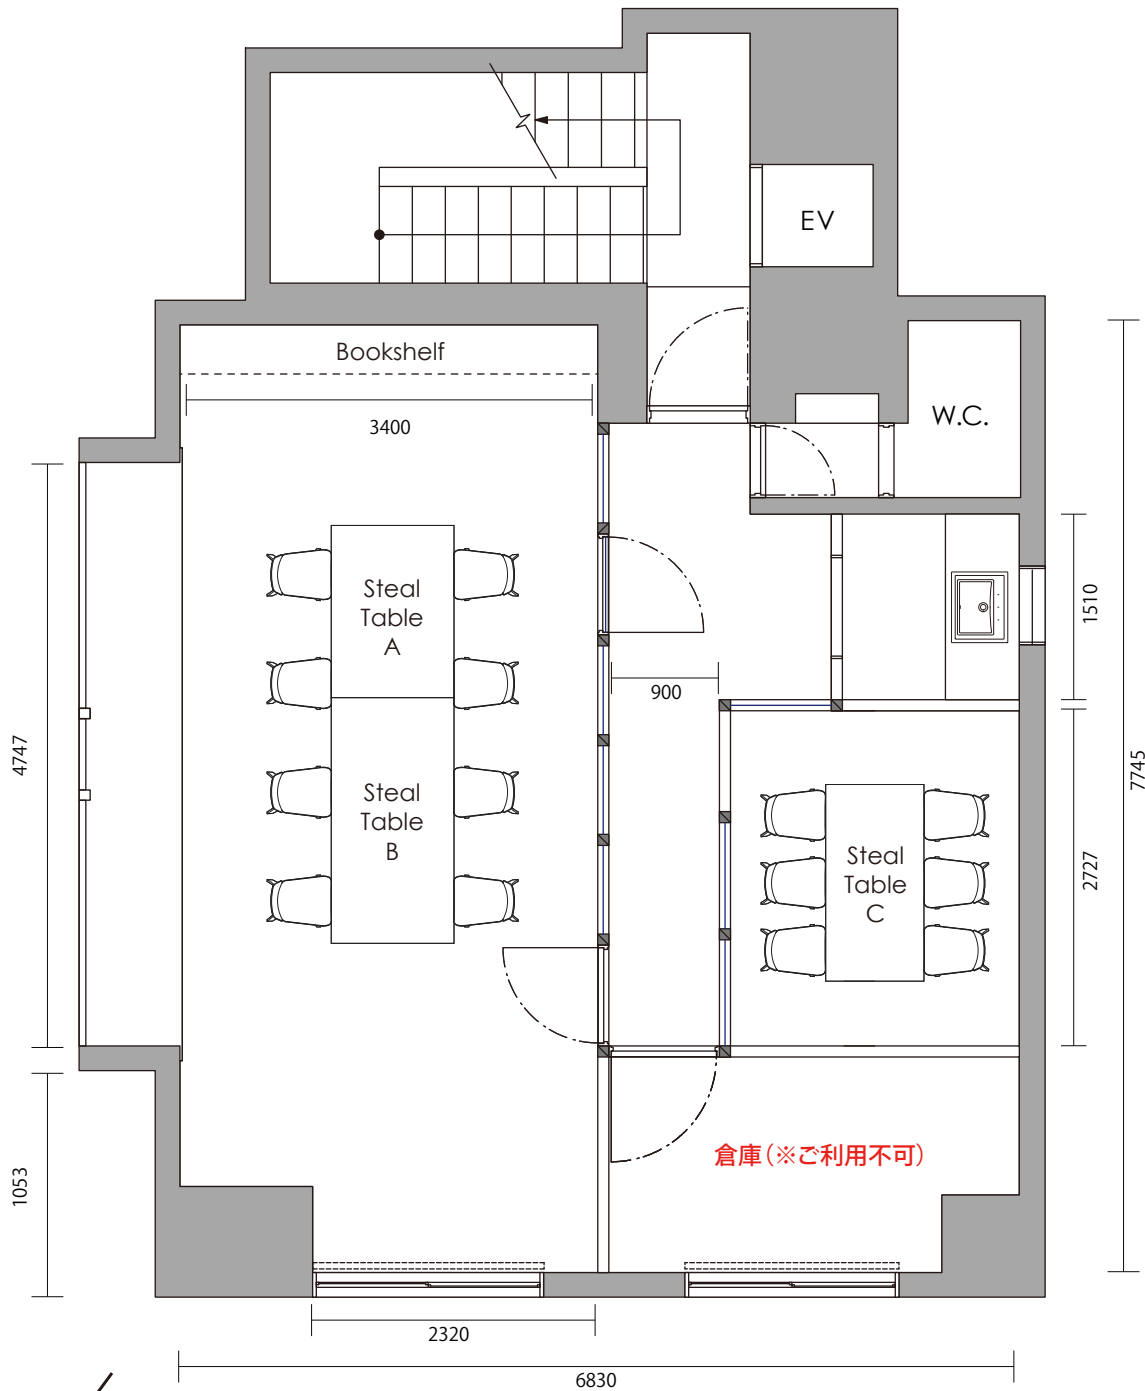 EV
Bookshelf
3400
W.C.
Steal
Table
A
1510
900
4747
7745
Steal
Table
B
Steal
Table
C
2727
倉庫(※ご利用不可)
1053
2320
6830